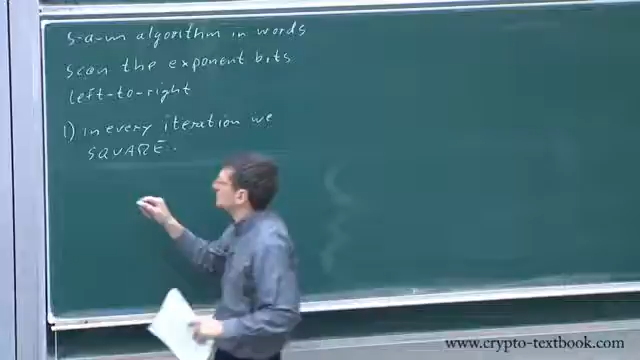 s-a-m algorithm in words
scan the exponent bits
left-to-right
1) in every iteration we
SQUARE.
www.crypto-textbook.com